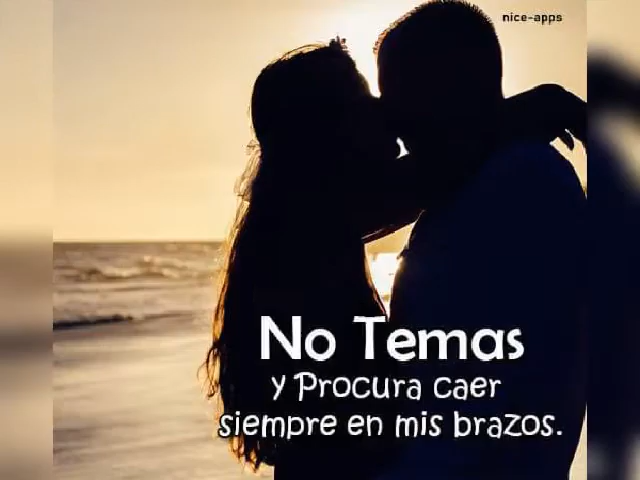 nice-apps
No Temas
y Procura caer
siempre en mis brazos.